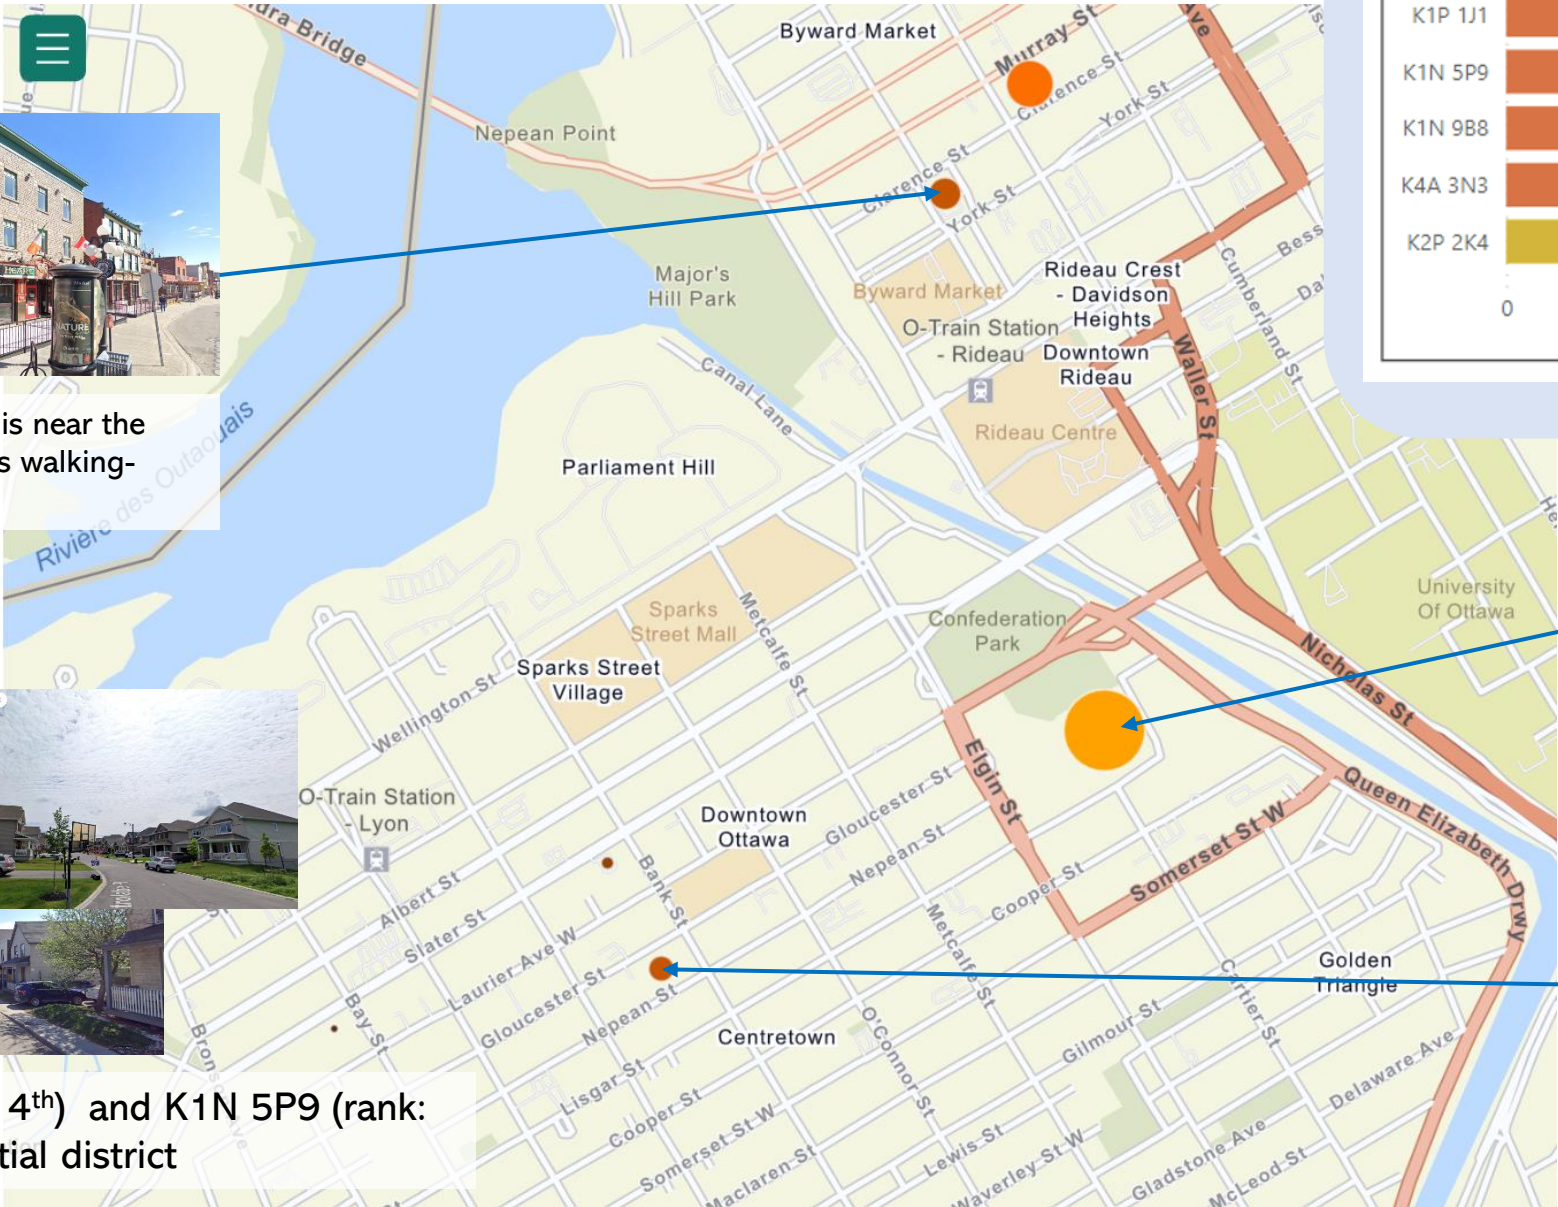 dra Bridge
Byward Market
Murray St
Ave
Clarence St
York St
Nepean Point
Clarence St
York St
Major's
Hill Park
Byward Market
Rideau Crest
- Davidson
Heights
O-Train Station
- Rideau
Downtown
Rideau
Cumberland St
Bess
Da
Waller St
Canal Lane
Rideau Centre
Parliament Hill
Rivière des Outaouais
Sparks
Street Mall
Metcalfe St
Confederation
Park
University
Of Ottawa
Sparks Street
Village
Wellington St
Nicholas St
Elgin St
O-Train Station
- Lyon
Downtown
Ottawa
Gloucester St
Nepean St
Cooper St
Somerset St W
Queen Elizabeth Drwy
Albert St
Slater St
Bank St
Laurier Ave W
Gloucester St
Nepean St
Metcalfe St
Golden
Triangle
Cartier St
Bay St
Centretown
O'Connor St
Gilmour St
Delaware Ave
Lisgar St
Cooper St
Somerset St W
Maclaren St
Lewis St
Waverley St W
Gladstone Ave
McLeod St
Brons
ve
K1P 1J1
K1N 5P9
K1N 9B8
K4A 3N3
K2P 2K4
0
NATURE
is near the
s walking-
4th) and K1N 5P9 (rank:
tial district